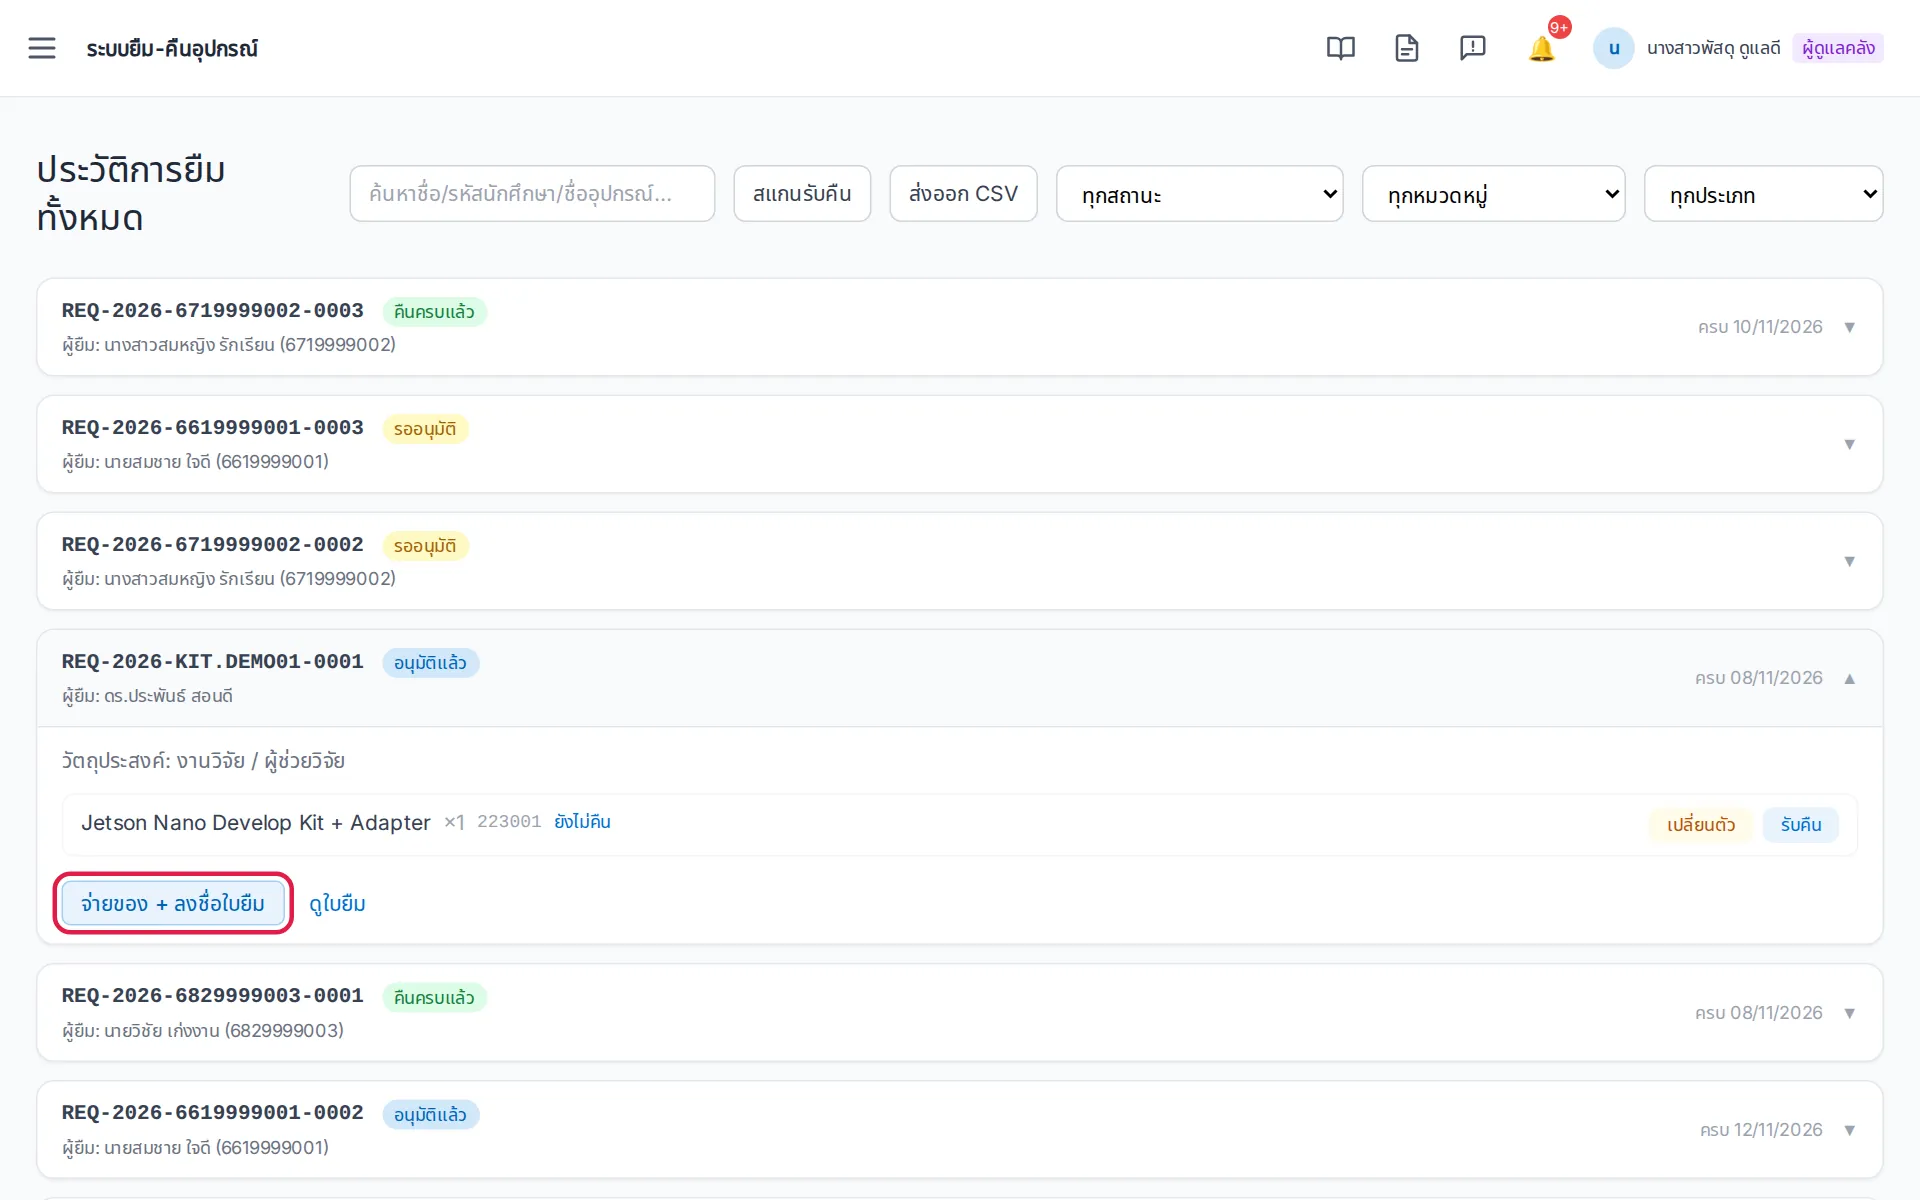 ระบบยืม-คืนอุปกรณ์
9+
u
นางสาวพัสดุ ดูแลดี
ผู้ดูแลคลัง
ประวัติการยืม
ทั้งหมด
ค้นหาชื่อ/รหัสนักศึกษา/ชื่ออุปกรณ์...
สแกนรับคืน
ส่งออก CSV
ทุกสถานะ
ทุกหมวดหมู่
ทุกประเภท
REQ-2026-6719999002-0003 คืนครบแล้ว
ผู้ยืม: นางสาวสมหญิง รักเรียน (6719999002)
ครบ 10/11/2026 ▼
REQ-2026-6619999001-0003 รออนุมัติ
ผู้ยืม: นายสมชาย ใจดี (6619999001)
▼
REQ-2026-6719999002-0002 รออนุมัติ
ผู้ยืม: นางสาวสมหญิง รักเรียน (6719999002)
▼
REQ-2026-KIT.DEMO01-0001 อนุมัติแล้ว
ผู้ยืม: ดร.ประพันธ์ สอนดี
ครบ 08/11/2026 ▲
วัตถุประสงค์: งานวิจัย / ผู้ช่วยวิจัย
Jetson Nano Develop Kit + Adapter ×1 223001 ยังไม่คืน
เปลี่ยนตัว
รับคืน
จ่ายของ + ลงชื่อใบยืม
ดูใบยืม
REQ-2026-6829999003-0001 คืนครบแล้ว
ผู้ยืม: นายวิชัย เก่งงาน (6829999003)
ครบ 08/11/2026 ▼
REQ-2026-6619999001-0002 อนุมัติแล้ว
ผู้ยืม: นายสมชาย ใจดี (6619999001)
ครบ 12/11/2026 ▼